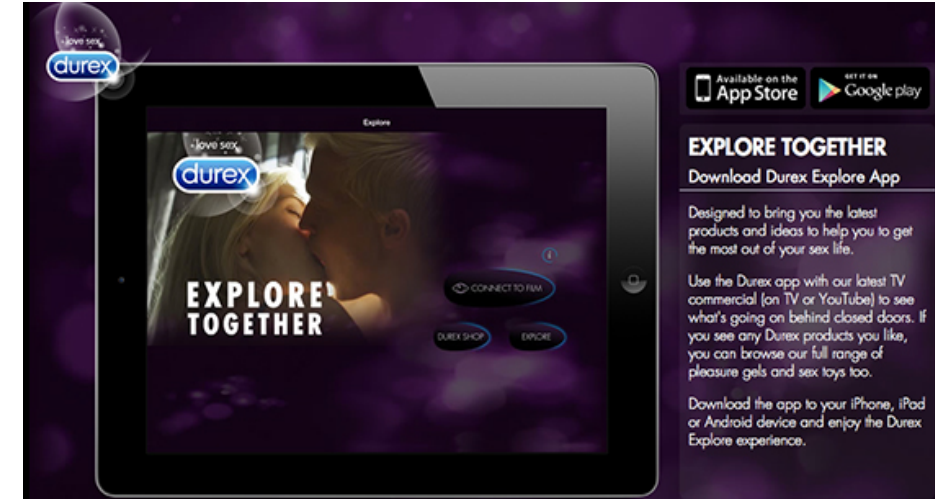 love sex
durex
Explore
love sex
durex
EXPLORE
TOGETHER
CONNECT TO FILM
DUREX SHOP
EXPLORE
Available on the
App Store
GET IT ON
Google play
EXPLORE TOGETHER
Download Durex Explore App
Designed to bring you the latest
products and ideas to help you to get
the most out of your sex life.
Use the Durex app with our latest TV
commercial (on TV or YouTube) to see
what's going on behind closed doors. If
you see any Durex products you like,
you can browse our full range of
pleasure gels and sex toys too.
Download the app to your iPhone, iPad
or Android device and enjoy the Durex
Explore experience.